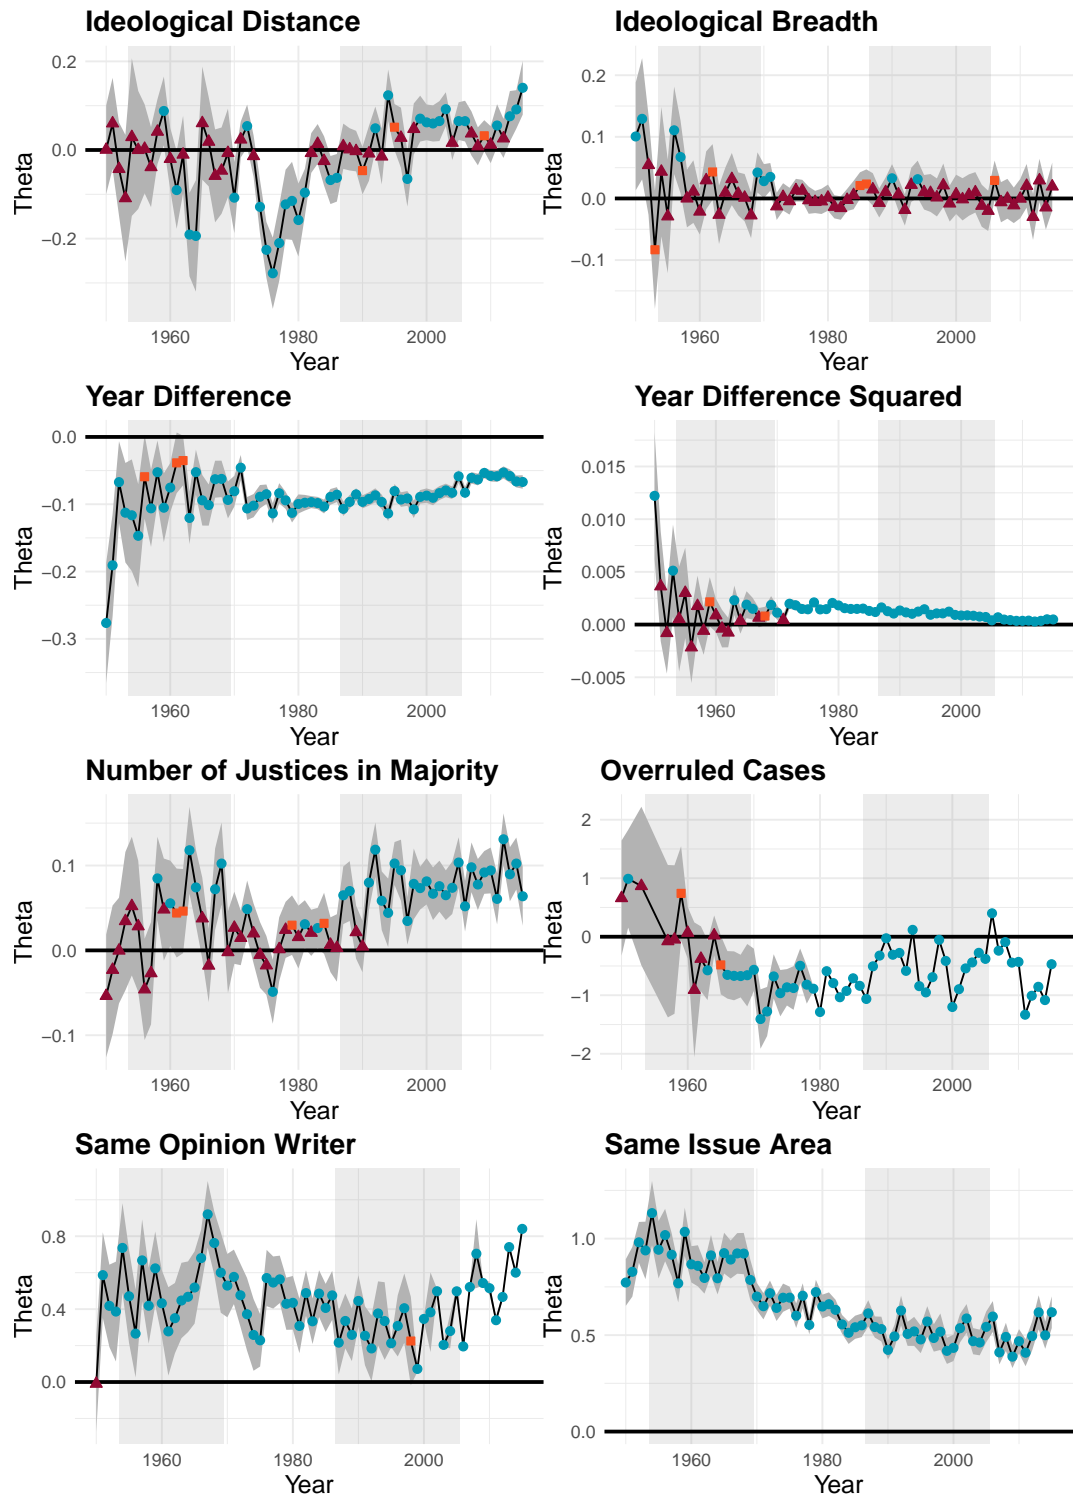 Ideological Distance
Ideological Breadth
Theta
0.2
0.0
−0.2
1960
1980
2000
Year
Theta
0.2
0.1
0.0
−0.1
1960
1980
2000
Year
Year Difference
Year Difference Squared
Theta
0.0
−0.1
−0.2
−0.3
1960
1980
2000
Year
Theta
0.015
0.010
0.005
0.000
−0.005
1960
1980
2000
Year
Number of Justices in Majority
Overruled Cases
Theta
0.1
0.0
−0.1
1960
1980
2000
Year
Theta
2
1
0
−1
−2
1960
1980
2000
Year
Same Opinion Writer
Same Issue Area
Theta
0.8
0.4
0.0
1960
1980
2000
Year
Theta
1.0
0.5
0.0
1960
1980
2000
Year